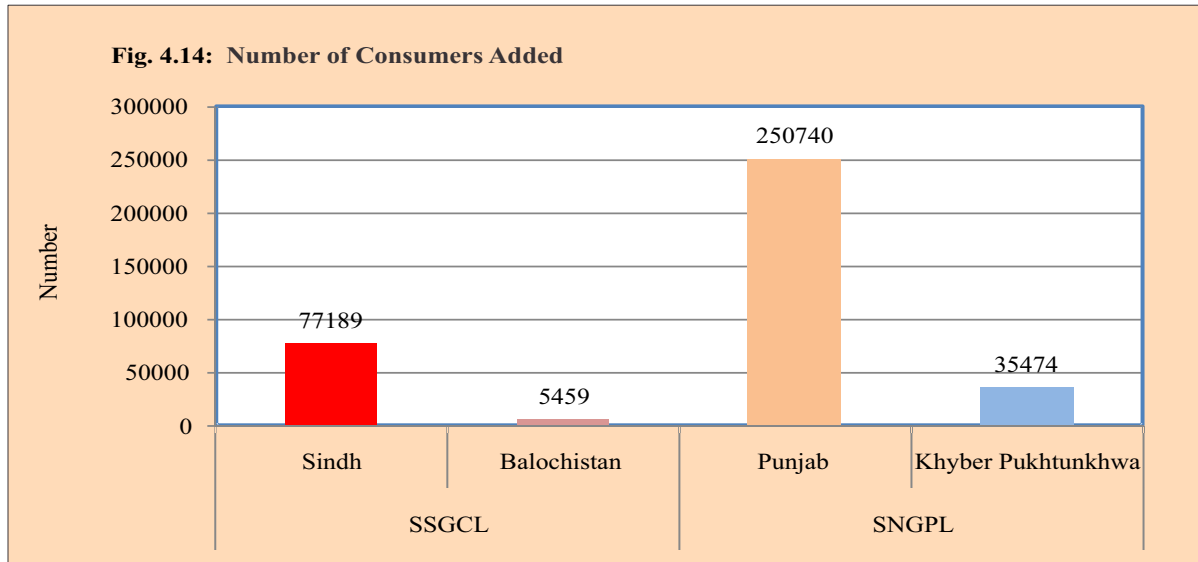 Fig. 4.14: Number of Consumers Added
300000
250000
200000
150000
100000
50000
0
Number
77189
5459
250740
35474
Sindh Balochistan Punjab Khyber Pukhtunkhwa
SSGCL SNGPL